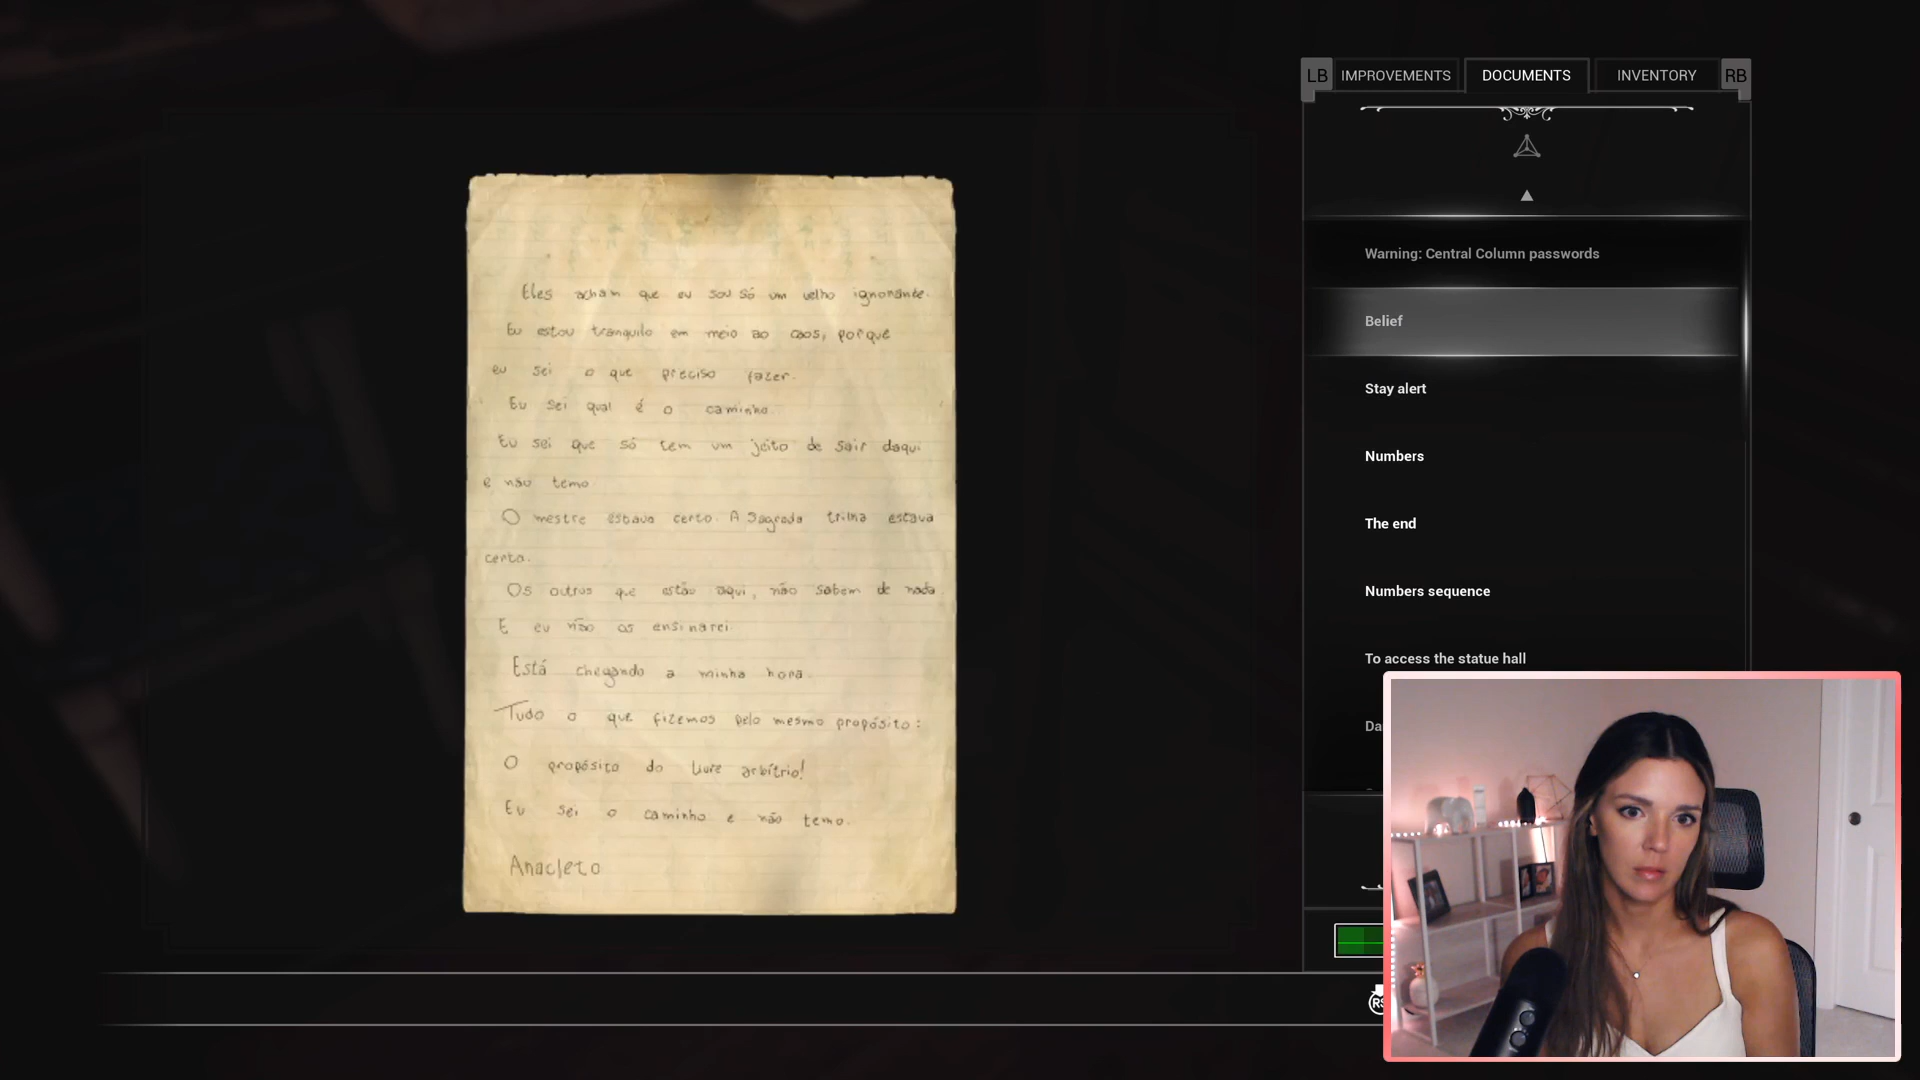 LB IMPROVEMENTS DOCUMENTS INVENTORY RB
Eles acham que eu sou só um velho ignorante.
Eu estou tranquilo em meio ao caos, porque
eu sei o que preciso fazer.
Eu sei qual é o caminho.
Eu sei que só tem um jeito de sair daqui
e não temo
O mestre estava certo. A Sagrada trilha estava
certa.
Os outros que estão aqui, não sabem de nada.
E eu não os ensinarei
Está chegando a minha hora.
Tudo o que fizemos pelo mesmo propósito:
O propósito do livre arbítrio!
Eu sei o caminho e não temo.
Anacleto
Warning: Central Column passwords
Belief
Stay alert
Numbers
The end
Numbers sequence
To access the statue hall
RS